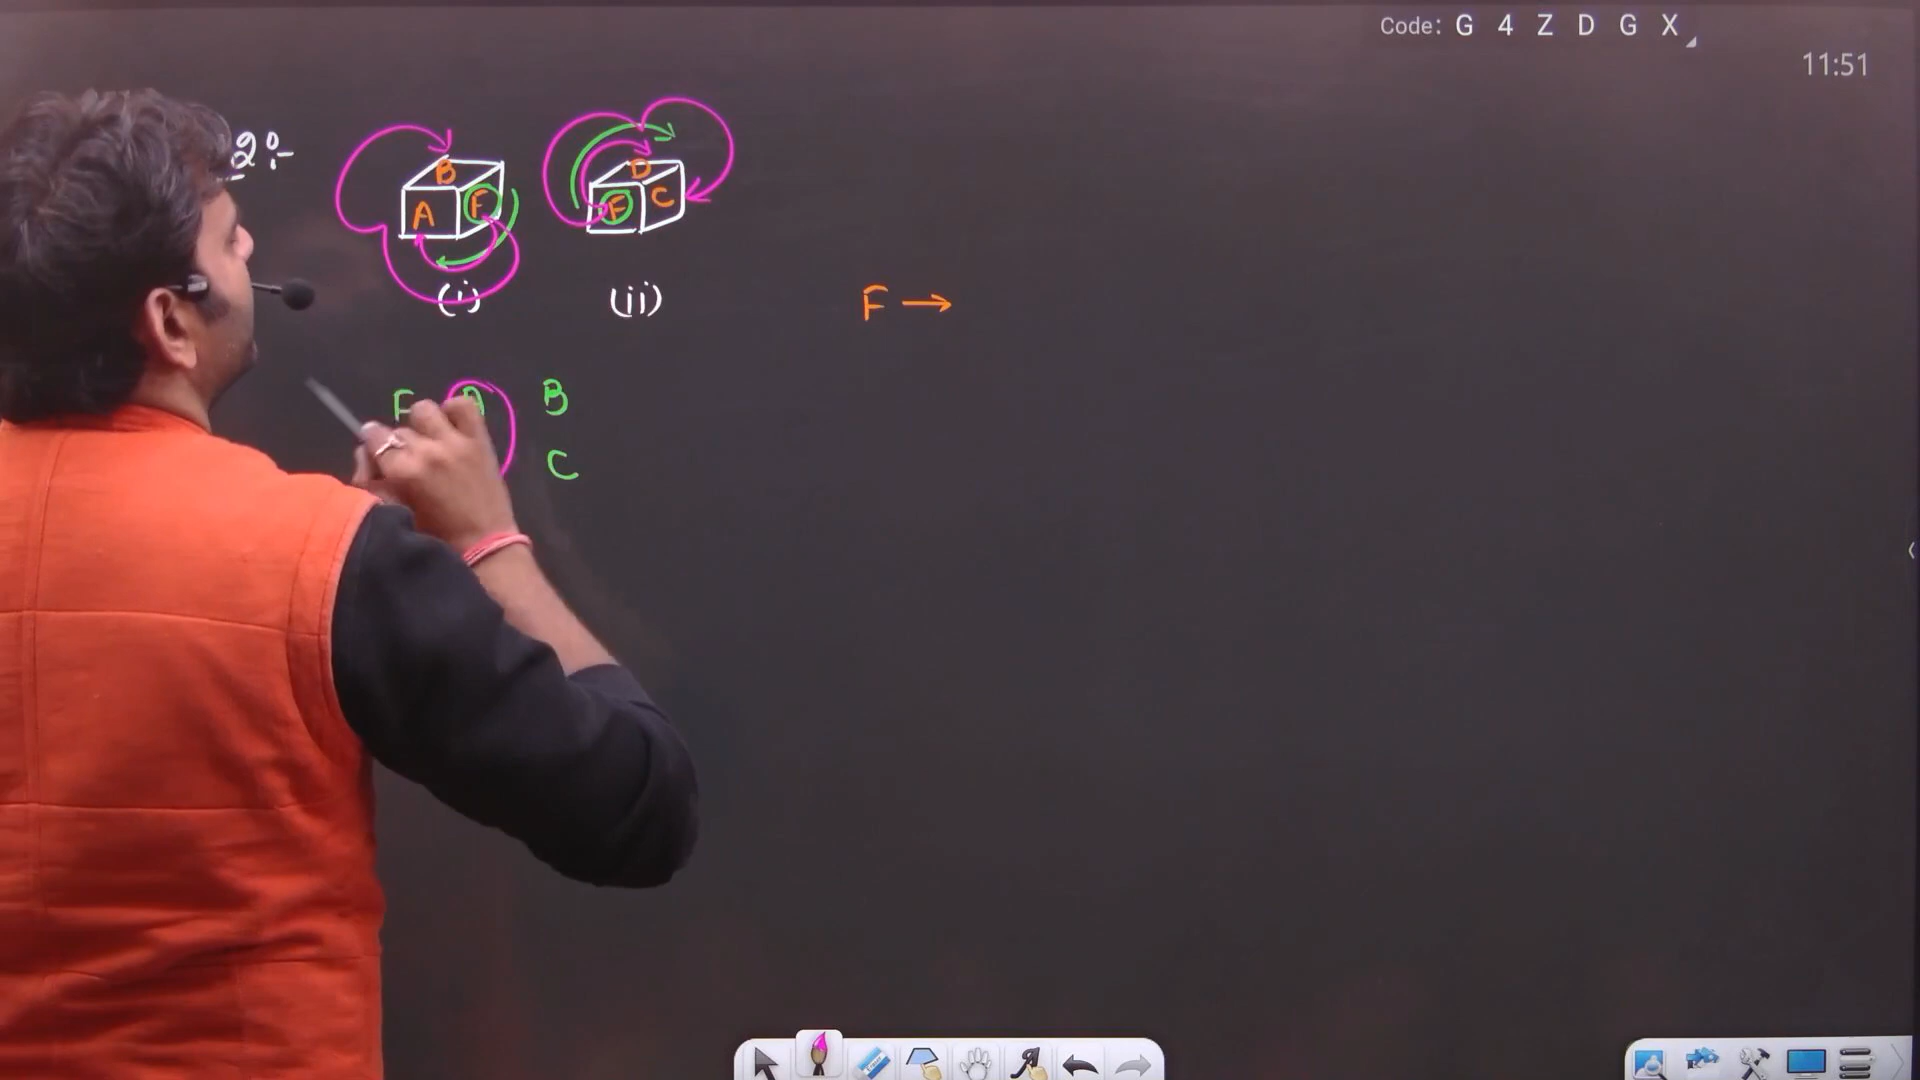 Code: G 4 Z D G X
11:51
2:-
B
A F
D
F C
(i) (ii)
F →
F A B
C